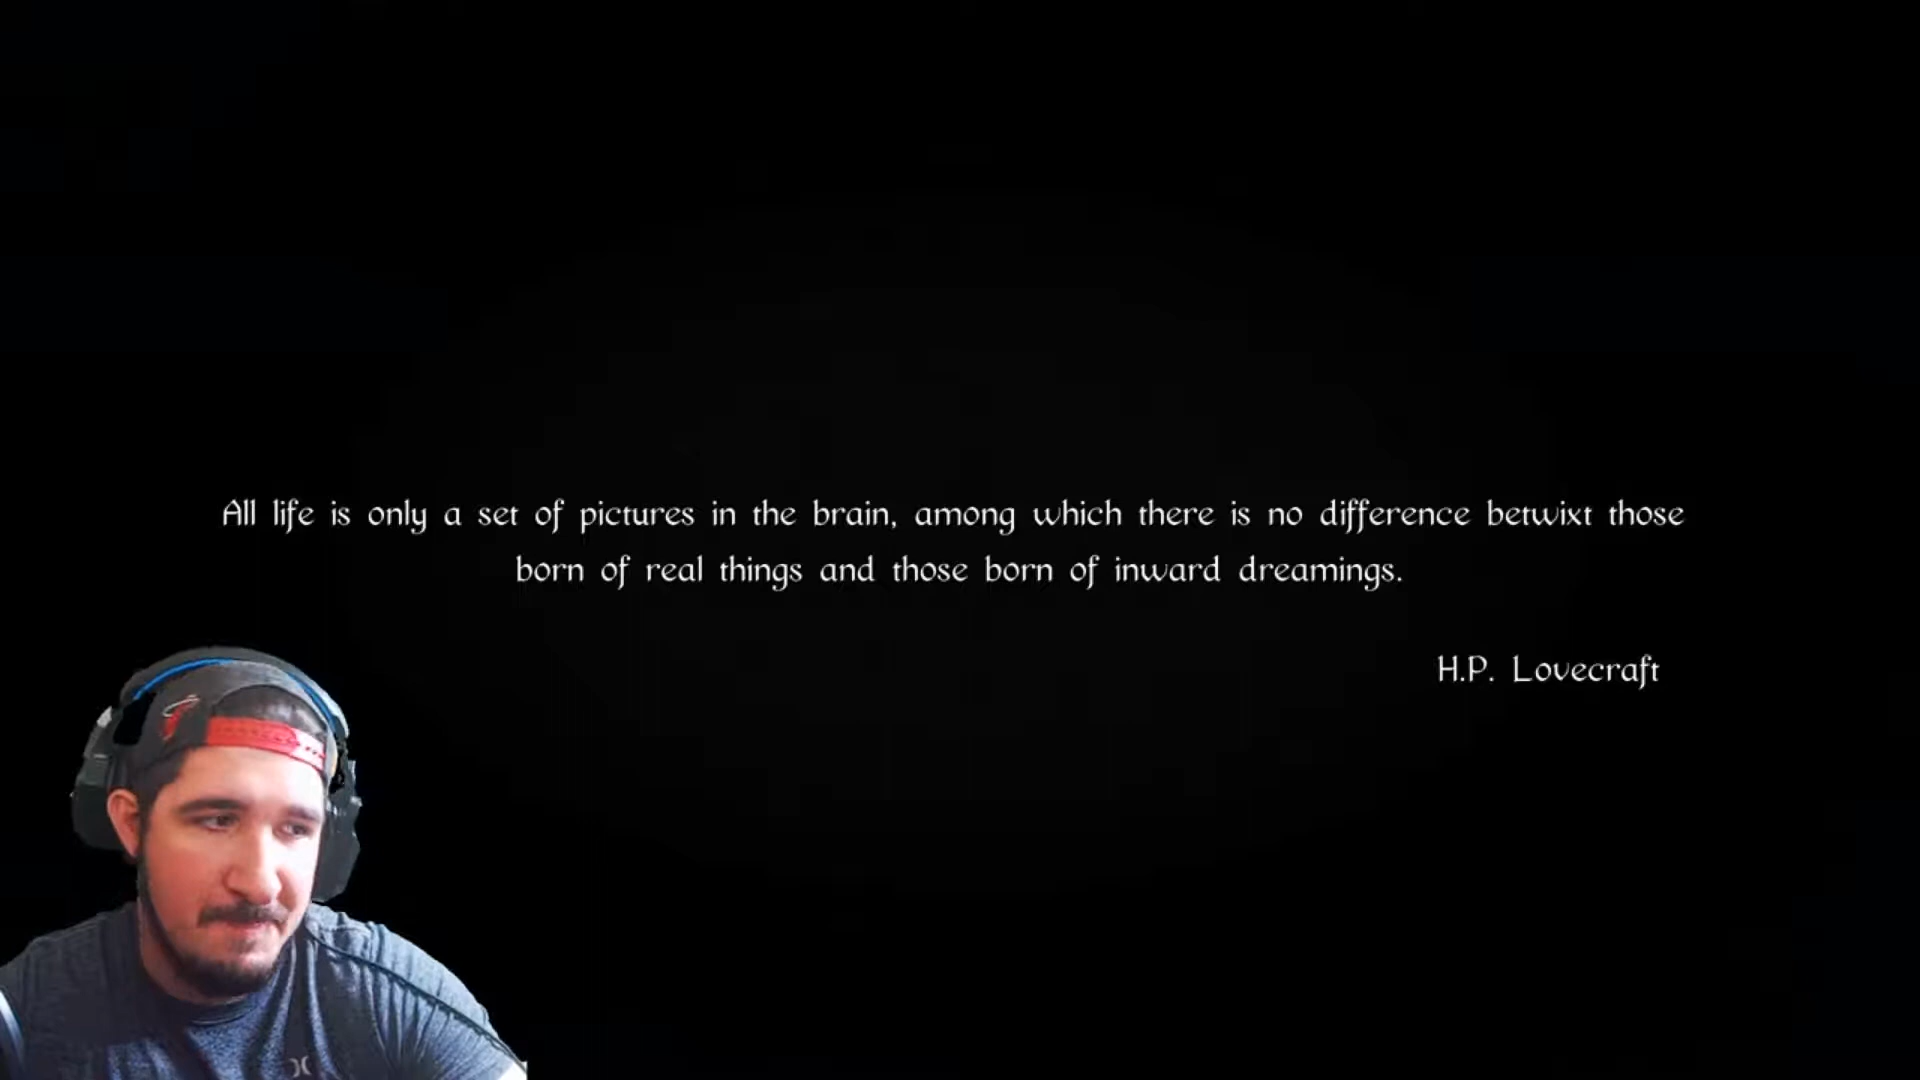 All life is only a set of pictures in the brain, among which there is no difference betwixt those
born of real things and those born of inward dreamings.
H.P. Lovecraft